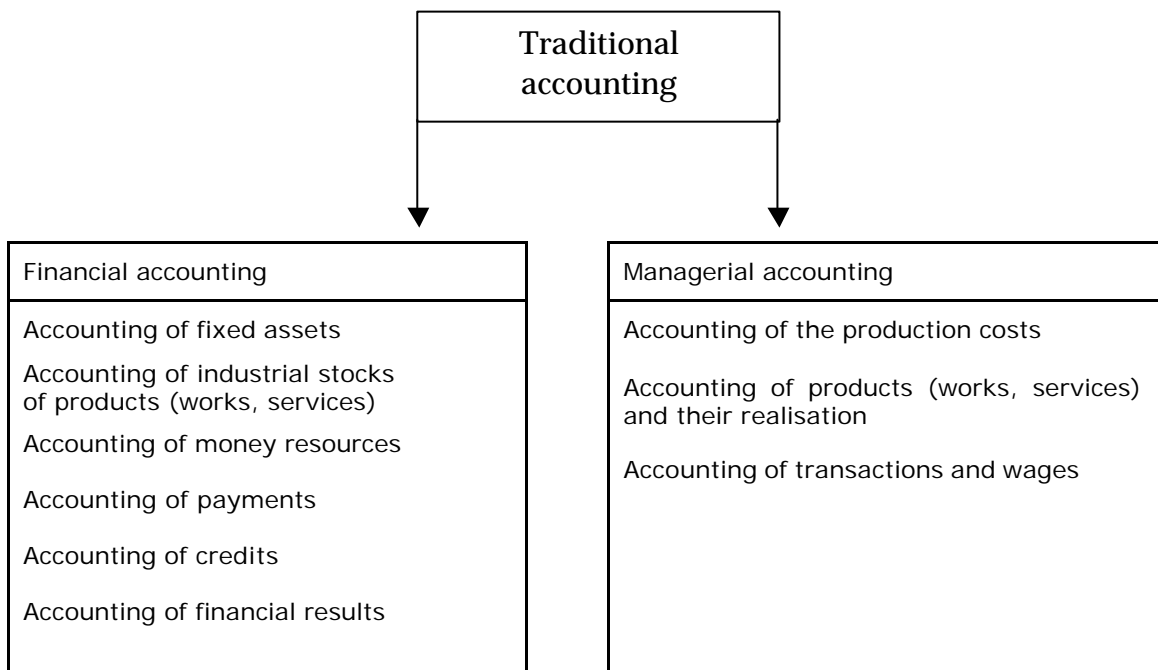 Traditional
accounting
Financial accounting
Accounting of fixed assets
Accounting of industrial stocks
of products (works, services)
Accounting of money resources
Accounting of payments
Accounting of credits
Accounting of financial results
Managerial accounting
Accounting of the production costs
Accounting of products (works, services)
and their realisation
Accounting of transactions and wages